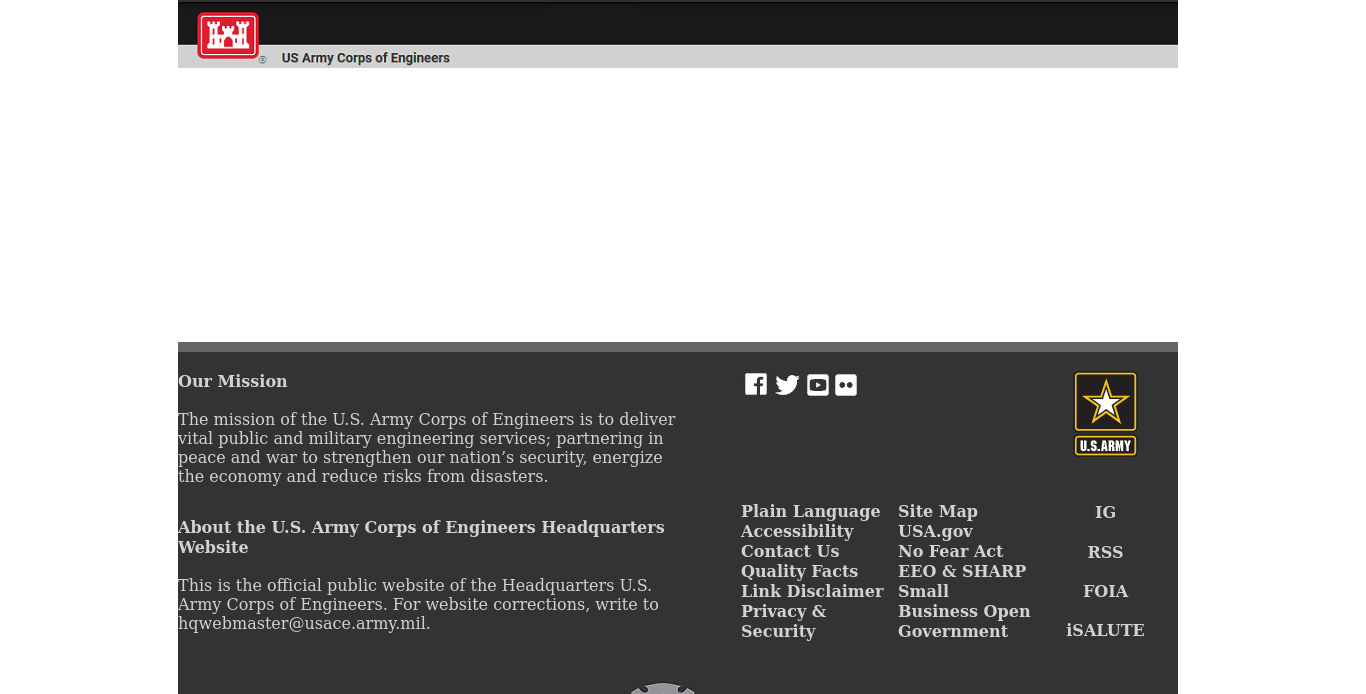 US Army Corps of Engineers
®
Our Mission
The mission of the U.S. Army Corps of Engineers is to deliver
vital public and military engineering services; partnering in
peace and war to strengthen our nation’s security, energize
the economy and reduce risks from disasters.
About the U.S. Army Corps of Engineers Headquarters
Website
This is the official public website of the Headquarters U.S.
Army Corps of Engineers. For website corrections, write to
hqwebmaster@usace.army.mil.
Plain Language
Accessibility
Contact Us
Quality Facts
Link Disclaimer
Privacy &
Security
Site Map
USA.gov
No Fear Act
EEO & SHARP
Small
Business Open
Government
U.S.ARMY
IG
RSS
FOIA
iSALUTE